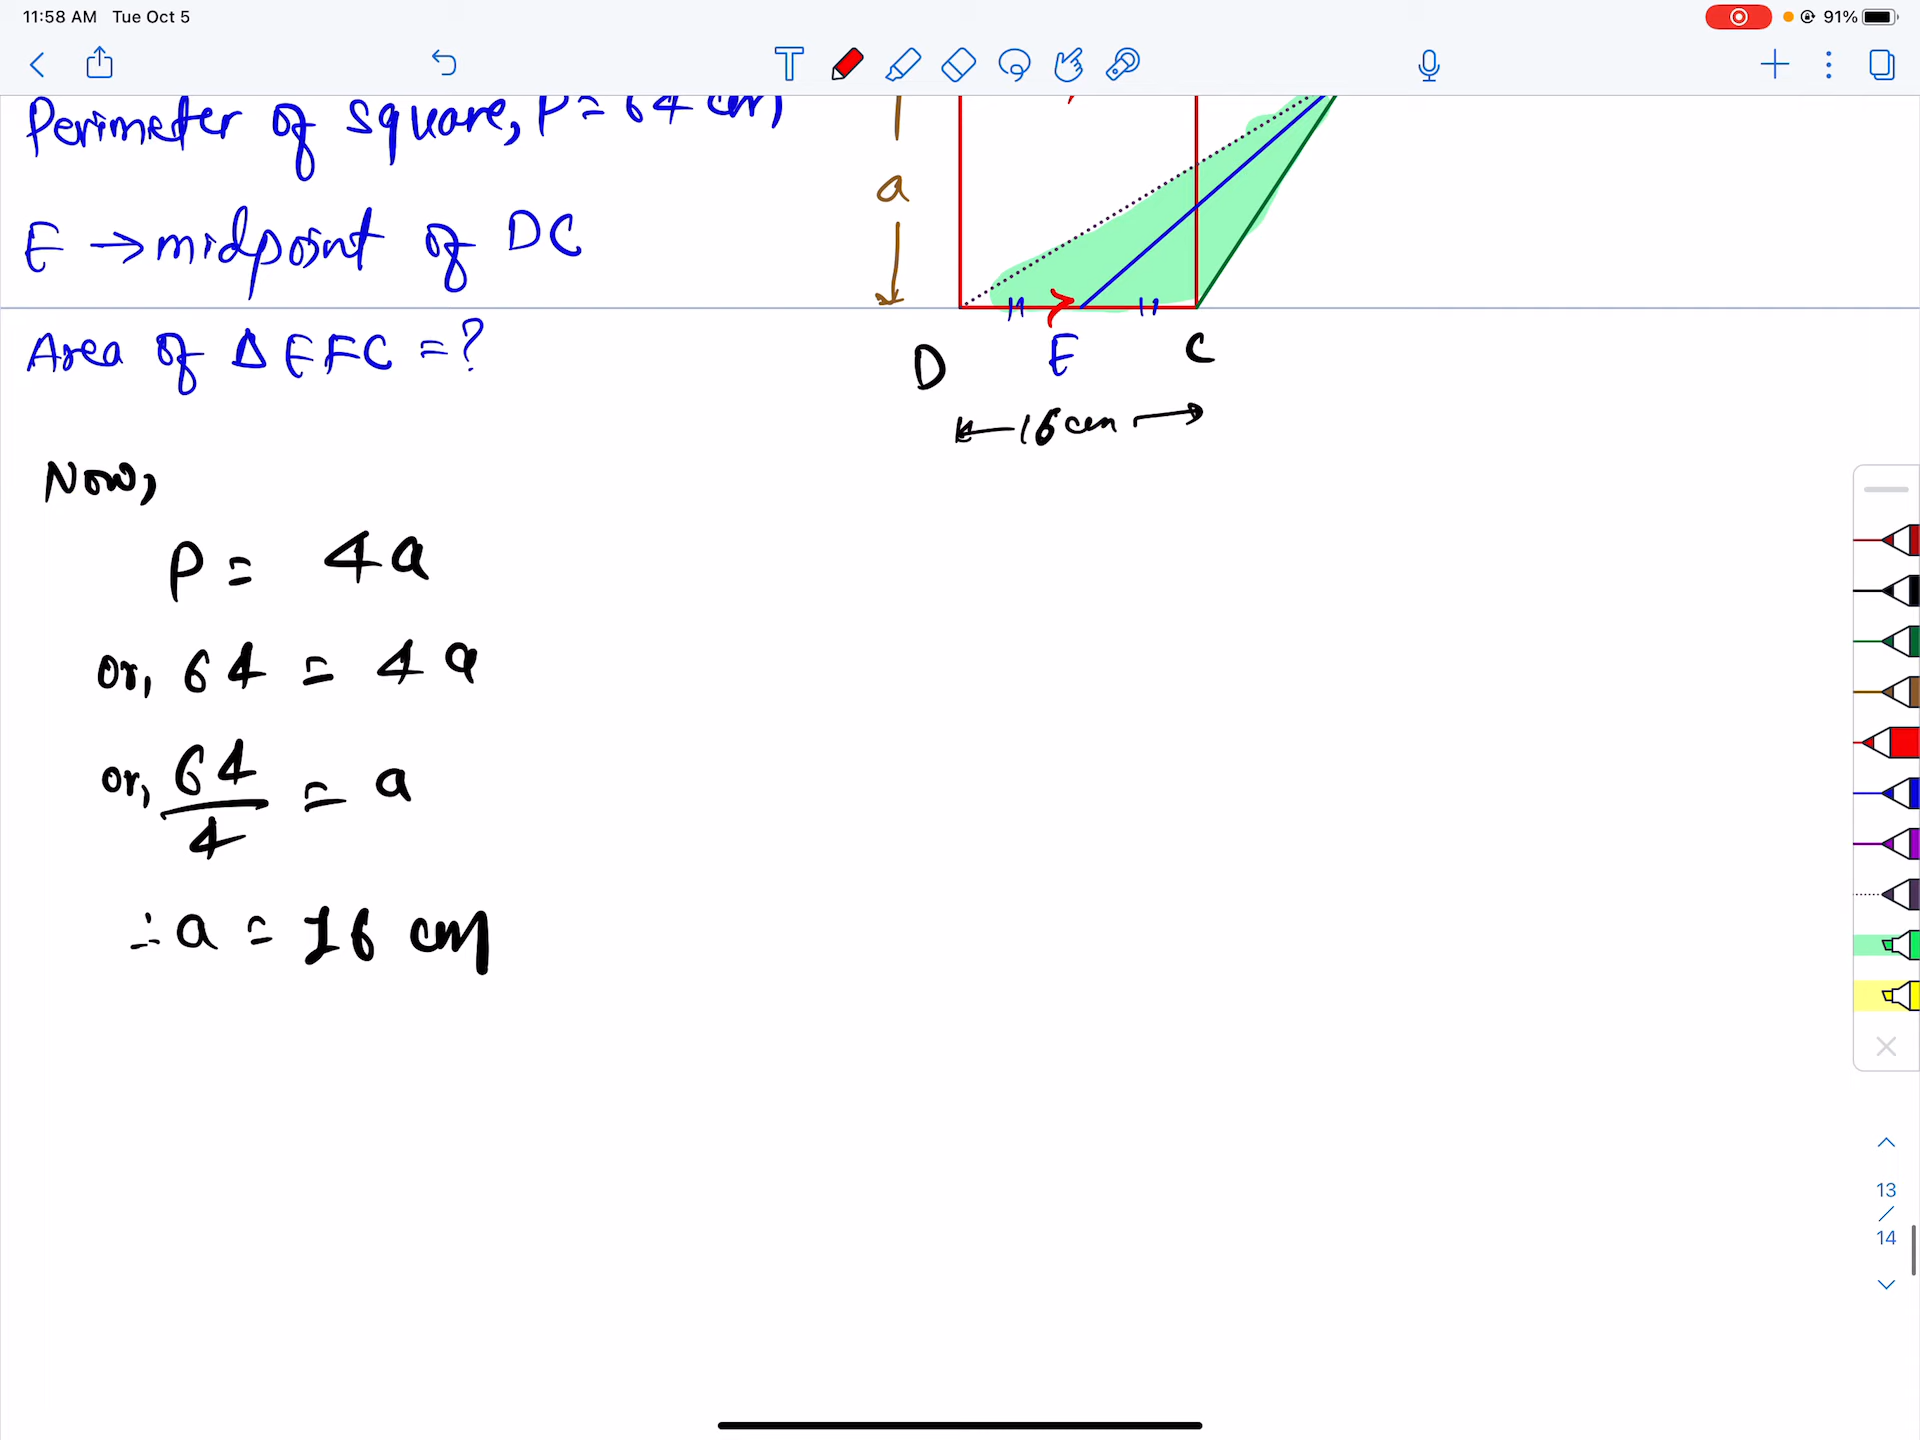 11:58 AM Tue Oct 5
91%
Perimeter of square, P = 64 cm
E → midpoint of DC
Area of Δ EFC = ?
a
D E C
16 cm
Now,
P = 4a
or, 64 = 4a
or, 64/4 = a
∴ a = 16 cm
13
/
14